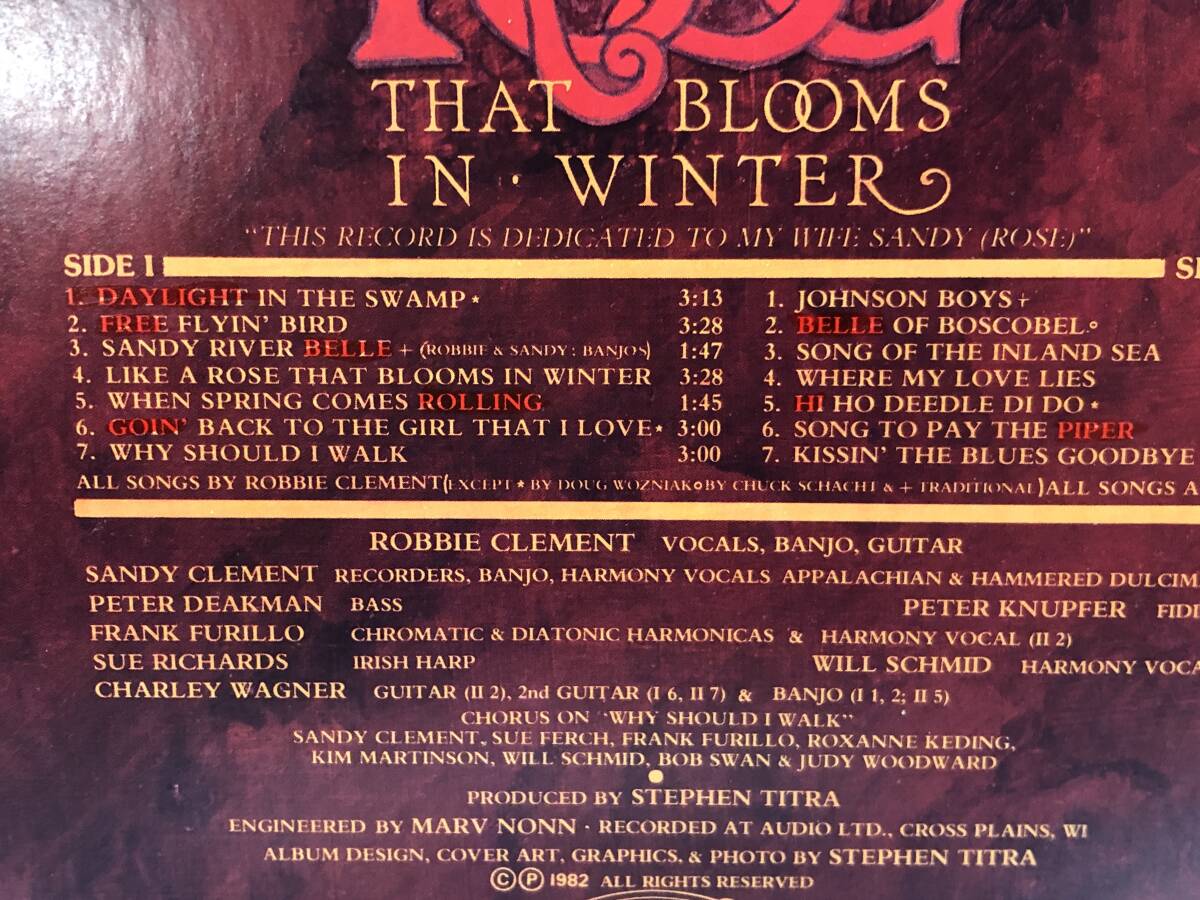 THAT BLOOMS
IN · WINTER
"THIS RECORD IS DEDICATED TO MY WIFE SANDY (ROSE)"
SIDE 1
1. DAYLIGHT IN THE SWAMP * 3:13
2. FREE FLYIN' BIRD 3:28
3. SANDY RIVER BELLE + (ROBBIE & SANDY: BANJOS) 1:47
4. LIKE A ROSE THAT BLOOMS IN WINTER 3:28
5. WHEN SPRING COMES ROLLING 1:45
6. GOIN' BACK TO THE GIRL THAT I LOVE * 3:00
7. WHY SHOULD I WALK 3:00
1. JOHNSON BOYS +
2. BELLE OF BOSCOBEL °
3. SONG OF THE INLAND SEA
4. WHERE MY LOVE LIES
5. HI HO DEEDLE DI DO *
6. SONG TO PAY THE PIPER
7. KISSIN' THE BLUES GOODBYE
ALL SONGS BY ROBBIE CLEMENT (EXCEPT * BY DOUG WOZNIAK ° BY CHUCK SCHACHT & + TRADITIONAL) ALL SONGS A
ROBBIE CLEMENT VOCALS, BANJO, GUITAR
SANDY CLEMENT RECORDERS, BANJO, HARMONY VOCALS APPALACHIAN & HAMMERED DULCIM
PETER DEAKMAN BASS PETER KNUPFER FID
FRANK FURILLO CHROMATIC & DIATONIC HARMONICAS & HARMONY VOCAL (II 2)
SUE RICHARDS IRISH HARP WILL SCHMID HARMONY VOCA
CHARLEY WAGNER GUITAR (II 2), 2nd GUITAR (I 6, II 7) & BANJO (I 1, 2; II 5)
CHORUS ON "WHY SHOULD I WALK"
SANDY CLEMENT, SUE FERCH, FRANK FURILLO, ROXANNE KEDING,
KIM MARTINSON, WILL SCHMID, BOB SWAN & JUDY WOODWARD
PRODUCED BY STEPHEN TITRA
ENGINEERED BY MARV NONN · RECORDED AT AUDIO LTD., CROSS PLAINS, WI
ALBUM DESIGN, COVER ART, GRAPHICS, & PHOTO BY STEPHEN TITRA
© ℗ 1982 ALL RIGHTS RESERVED